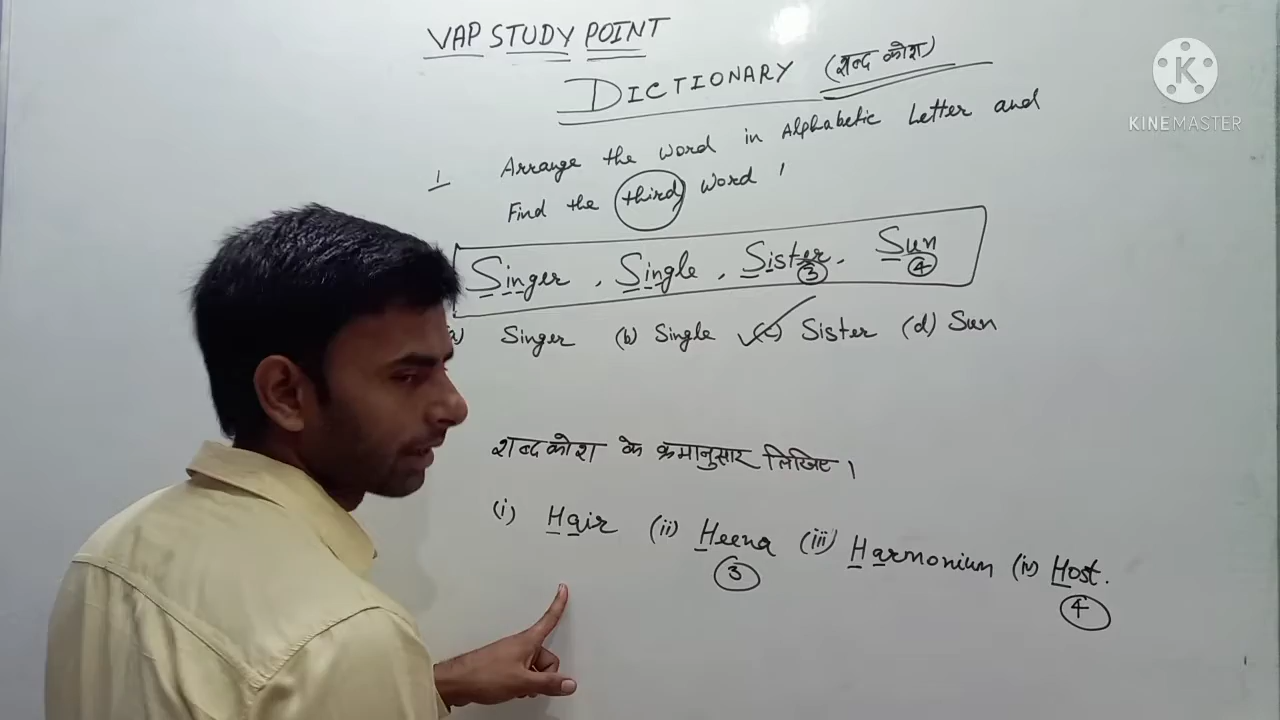 VAP STUDY POINT
DICTIONARY (शब्द कोश)
1 Arrange the word in Alphabetic Letter and
Find the third word '
Singer , Single , Sister , Sun
3 4
a) Singer (b) Single (c) Sister (d) Sun
शब्दकोश के क्रमानुसार लिखिए ।
(i) Hair (ii) Heena (iii) Harmonium (iv) Host.
3 4
K
KINEMASTER